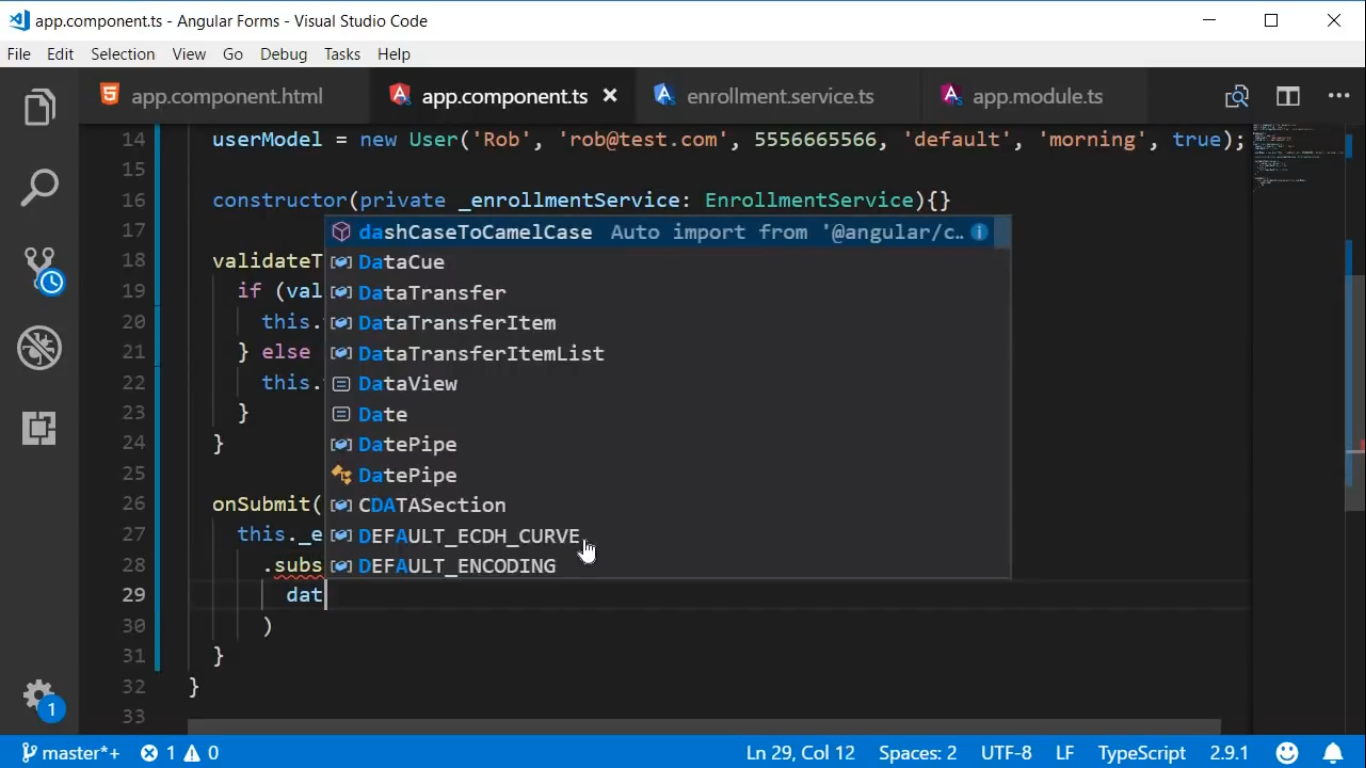 app.component.ts - Angular Forms - Visual Studio Code
File Edit Selection View Go Debug Tasks Help
app.component.html app.component.ts enrollment.service.ts app.module.ts
14 userModel = new User('Rob', 'rob@test.com', 5556665566, 'default', 'morning', true);
15
16 constructor(private _enrollmentService: EnrollmentService){}
17
dashCaseToCamelCase Auto import from '@angular/c…
18 validateT
DataCue
19 if (val
DataTransfer
20 this.
DataTransferItem
21 } else
DataTransferItemList
22 this.
DataView
23 }
Date
24 }
DatePipe
25
DatePipe
26 onSubmit(
CDATASection
27 this._e
DEFAULT_ECDH_CURVE
28 .subs
DEFAULT_ENCODING
29 dat
30 )
31 }
32 }
33
1
master*+ 1 0 Ln 29, Col 12 Spaces: 2 UTF-8 LF TypeScript 2.9.1